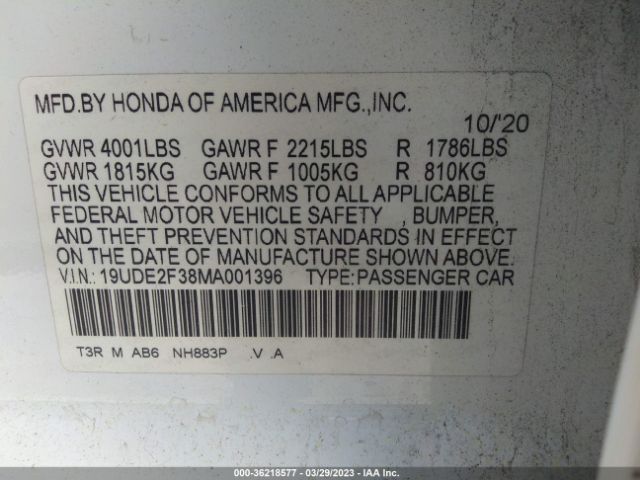 MFD.BY HONDA OF AMERICA MFG.,INC.
10/'20
GVWR 4001LBS GAWR F 2215LBS R 1786LBS
GVWR 1815KG GAWR F 1005KG R 810KG
THIS VEHICLE CONFORMS TO ALL APPLICABLE
FEDERAL MOTOR VEHICLE SAFETY , BUMPER,
AND THEFT PREVENTION STANDARDS IN EFFECT
ON THE DATE OF MANUFACTURE SHOWN ABOVE.
V.I.N.: 19UDE2F38MA001396 TYPE:PASSENGER CAR
T3R M AB6 NH883P .V .A
000-36218577 — 03/29/2023 — IAA Inc.